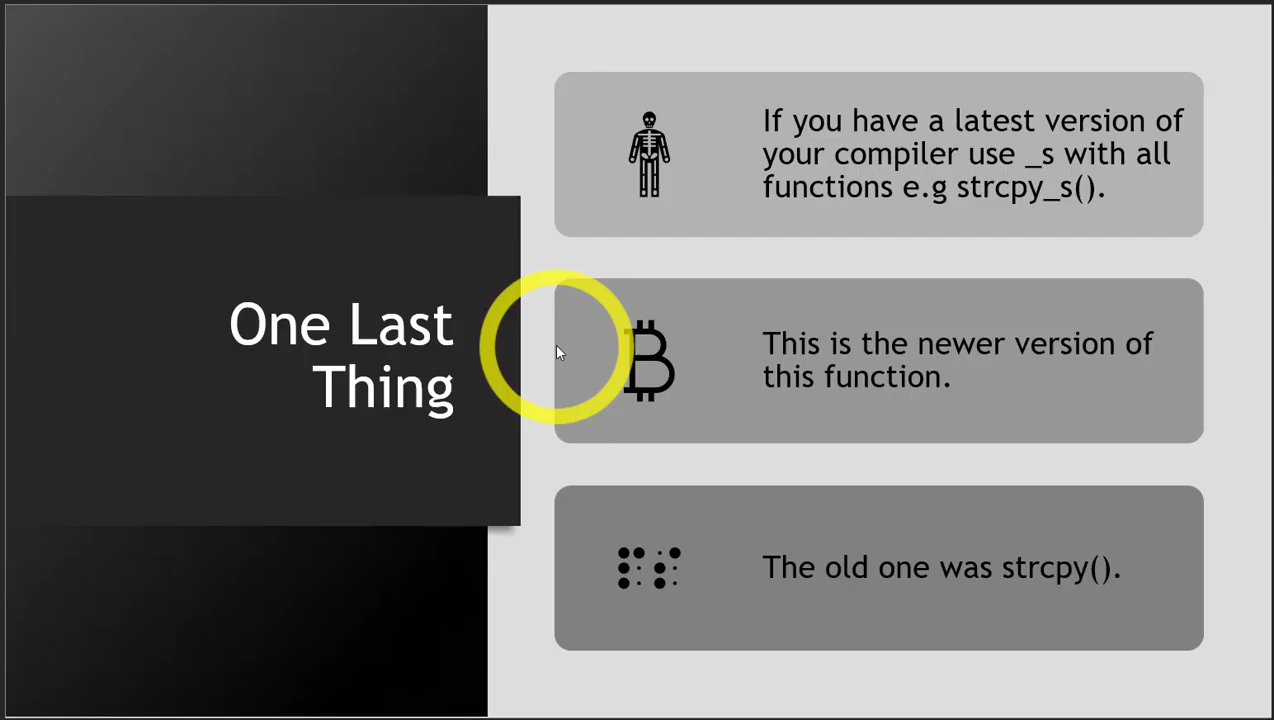 One Last
Thing
If you have a latest version of
your compiler use _s with all
functions e.g strcpy_s().
This is the newer version of
this function.
The old one was strcpy().